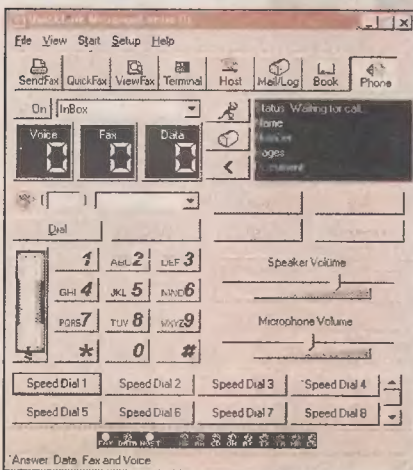 File View Start Setup Help
SendFax QuickFax ViewFax Terminal Host Mail/Log Book Phone
On InBox
Status Waiting for call...
Name
Voice Fax Data
0 0 0
Dial
1 ABC 2 DEF 3
GHI 4 JKL 5 MNO 6
PQRS 7 TUV 8 WXYZ 9
* 0 #
Speaker Volume
Microphone Volume
Speed Dial 1 Speed Dial 2 Speed Dial 3 Speed Dial 4
Speed Dial 5 Speed Dial 6 Speed Dial 7 Speed Dial 8
FAX DATA HOST
Answer Data Fax and Voice